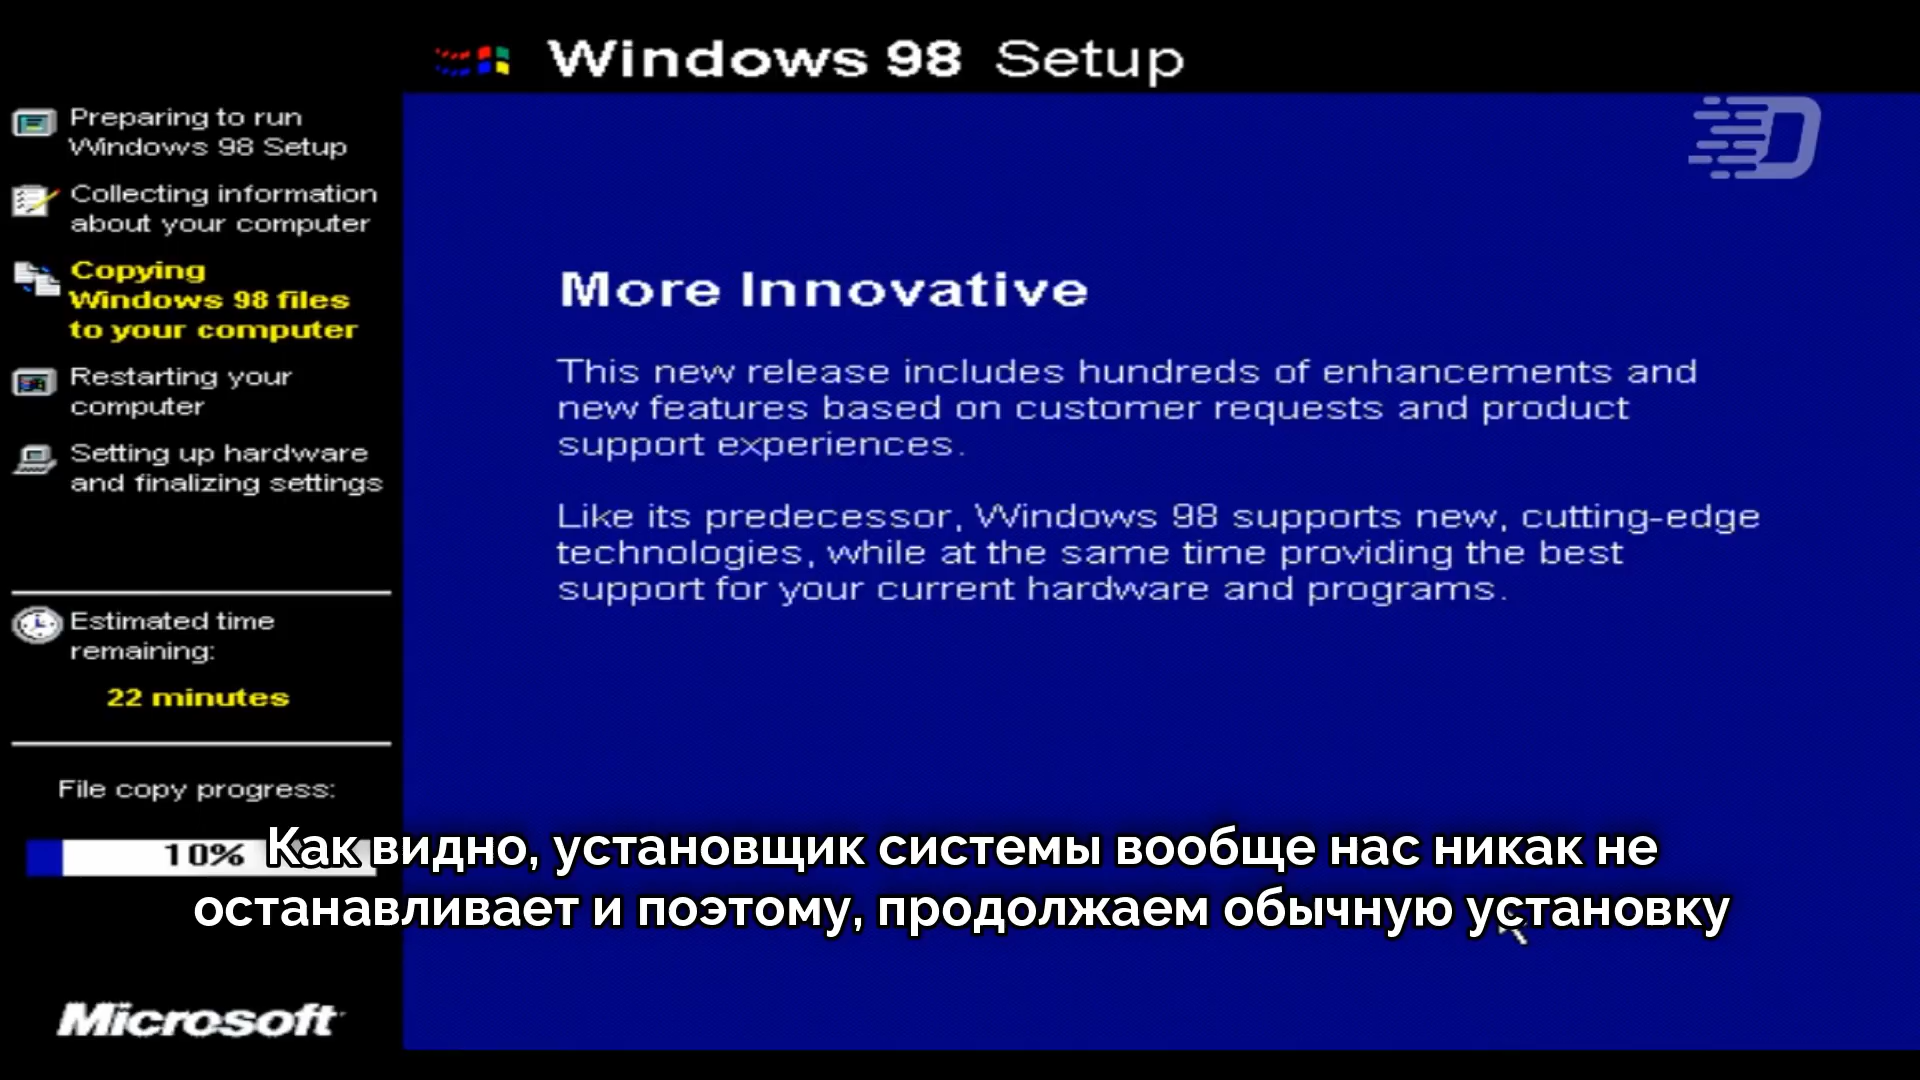 Windows 98 Setup
Preparing to run
Windows 98 Setup
Collecting information
about your computer
Copying
Windows 98 files
to your computer
Restarting your
computer
Setting up hardware
and finalizing settings
Estimated time
remaining:
22 minutes
File copy progress:
10%
Microsoft
D
More Innovative
This new release includes hundreds of enhancements and
new features based on customer requests and product
support experiences.
Like its predecessor, Windows 98 supports new, cutting-edge
technologies, while at the same time providing the best
support for your current hardware and programs.
Как видно, установщик системы вообще нас никак не
останавливает и поэтому, продолжаем обычную установку